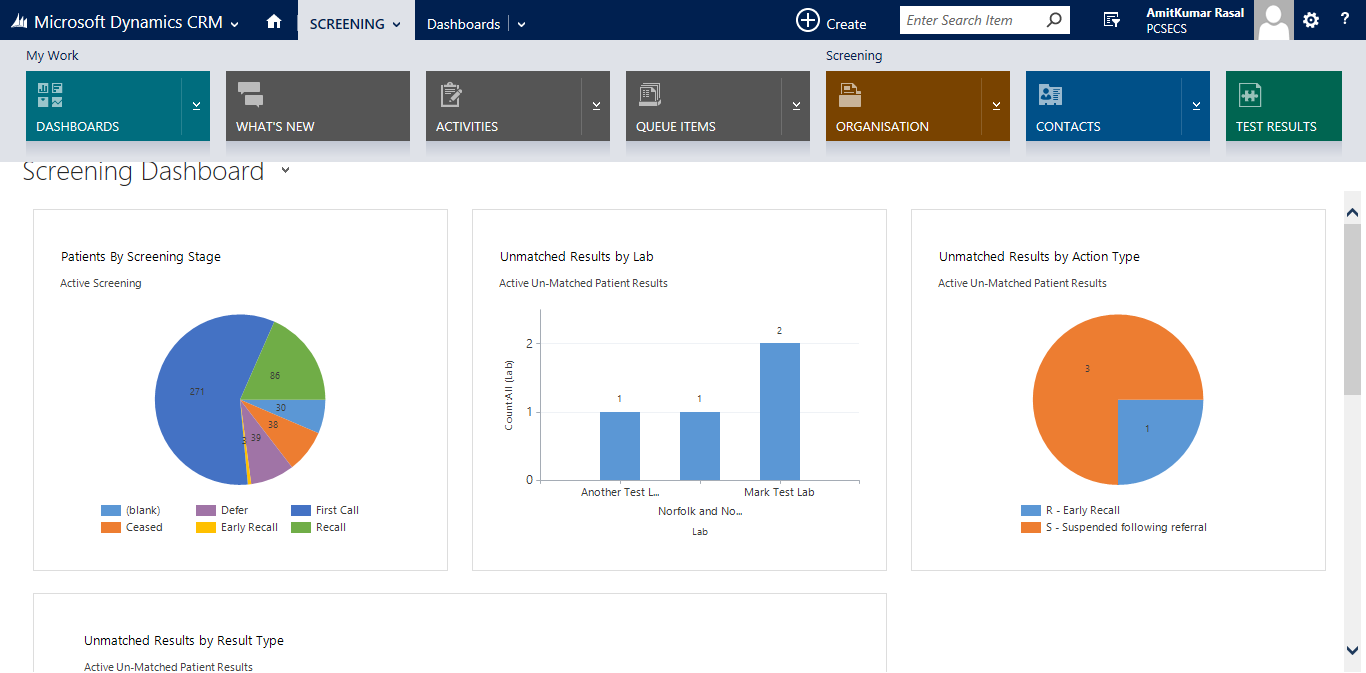 Microsoft Dynamics CRM
SCREENING
Dashboards
Create
Enter Search Item
AmitKumar Rasal
PCSECS
?
My Work
Screening
DASHBOARDS
WHAT'S NEW
ACTIVITIES
QUEUE ITEMS
ORGANISATION
CONTACTS
TEST RESULTS
Screening Dashboard
Patients By Screening Stage
Active Screening
271
86
30
38
39
3
(blank)
Defer
First Call
Ceased
Early Recall
Recall
Unmatched Results by Lab
Active Un-Matched Patient Results
Count:All (Lab)
2
1
0
1
1
2
Another Test L...
Mark Test Lab
Norfolk and No...
Lab
Unmatched Results by Action Type
Active Un-Matched Patient Results
3
1
R - Early Recall
S - Suspended following referral
Unmatched Results by Result Type
Active Un-Matched Patient Results